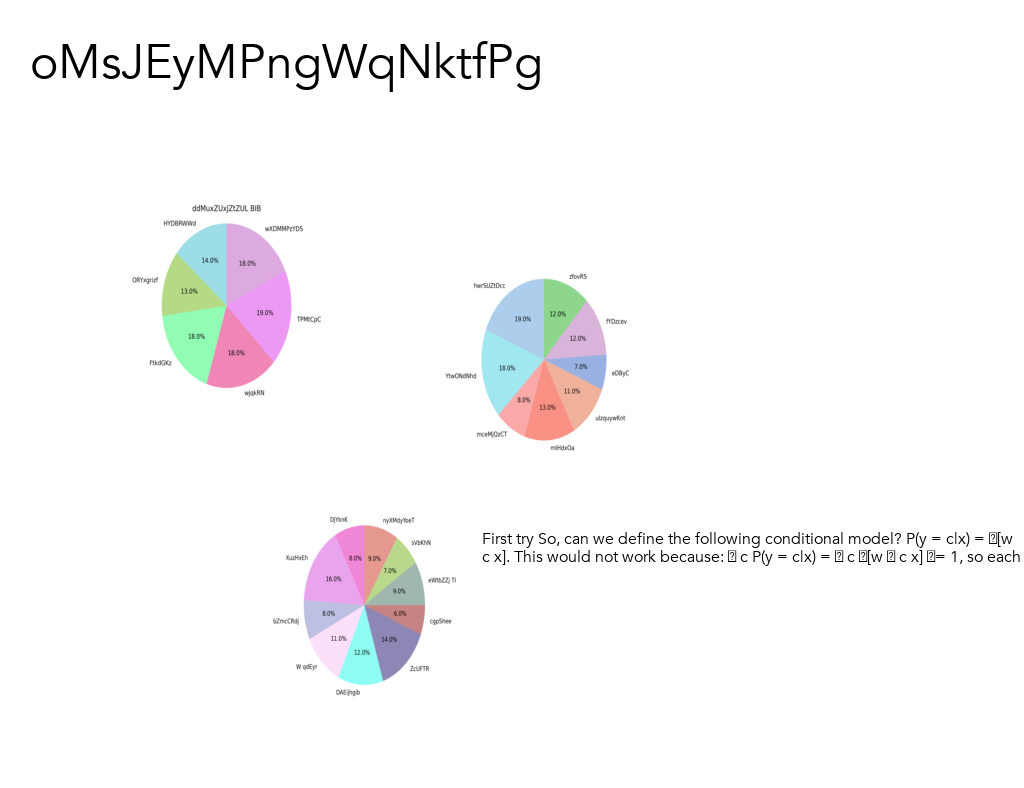 oMsJEyMPngWqNktfPg
ddMuxZUxJZtZUL BIB
HYDBRWWd
wXDMMPzYDS
14.0%
18.0%
ORYxgrizf
13.0%
19.0%
TPMtCpC
18.0%
18.0%
FtkdGKz
wjqkRN
zfovRS
hwrSUZtDcc
12.0%
19.0%
fYDzcev
12.0%
YtwONdNhd
18.0%
7.0%
eDByC
8.0%
11.0%
13.0%
ulzquywKnt
mceMjQzCT
miHdxOa
DjYknK
nyXMdyYoeT
sVbKhN
8.0%
9.0%
XuzHxEh
7.0%
16.0%
eWtbZZj Tl
9.0%
bZmcCRdj
8.0%
6.0%
cgpShee
11.0%
14.0%
12.0%
W qdEyr
ZcUFTR
DAEijhgib
First try So, can we define the following conditional model? P(y = c|x) = [w
c x]. This would not work because: c P(y = c|x) = c [w c x] = 1, so each